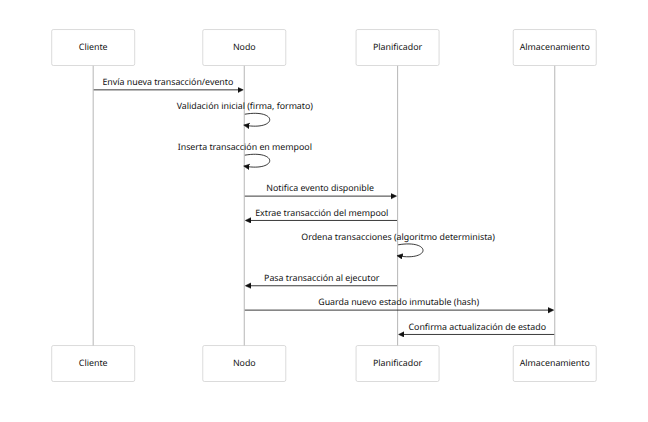 Cliente
Nodo
Planificador
Almacenamiento
Envía nueva transacción/evento
Validación inicial (firma, formato)
Inserta transacción en mempool
Notifica evento disponible
Extrae transacción del mempool
Ordena transacciones (algoritmo determinista)
Pasa transacción al ejecutor
Guarda nuevo estado inmutable (hash)
Confirma actualización de estado
Cliente
Nodo
Planificador
Almacenamiento